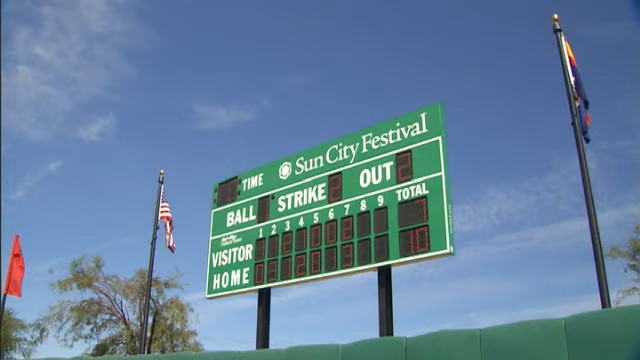 TIME Sun City Festival
BALL STRIKE OUT
1 2 3 4 5 6 7 8 9 TOTAL
VISITOR
HOME